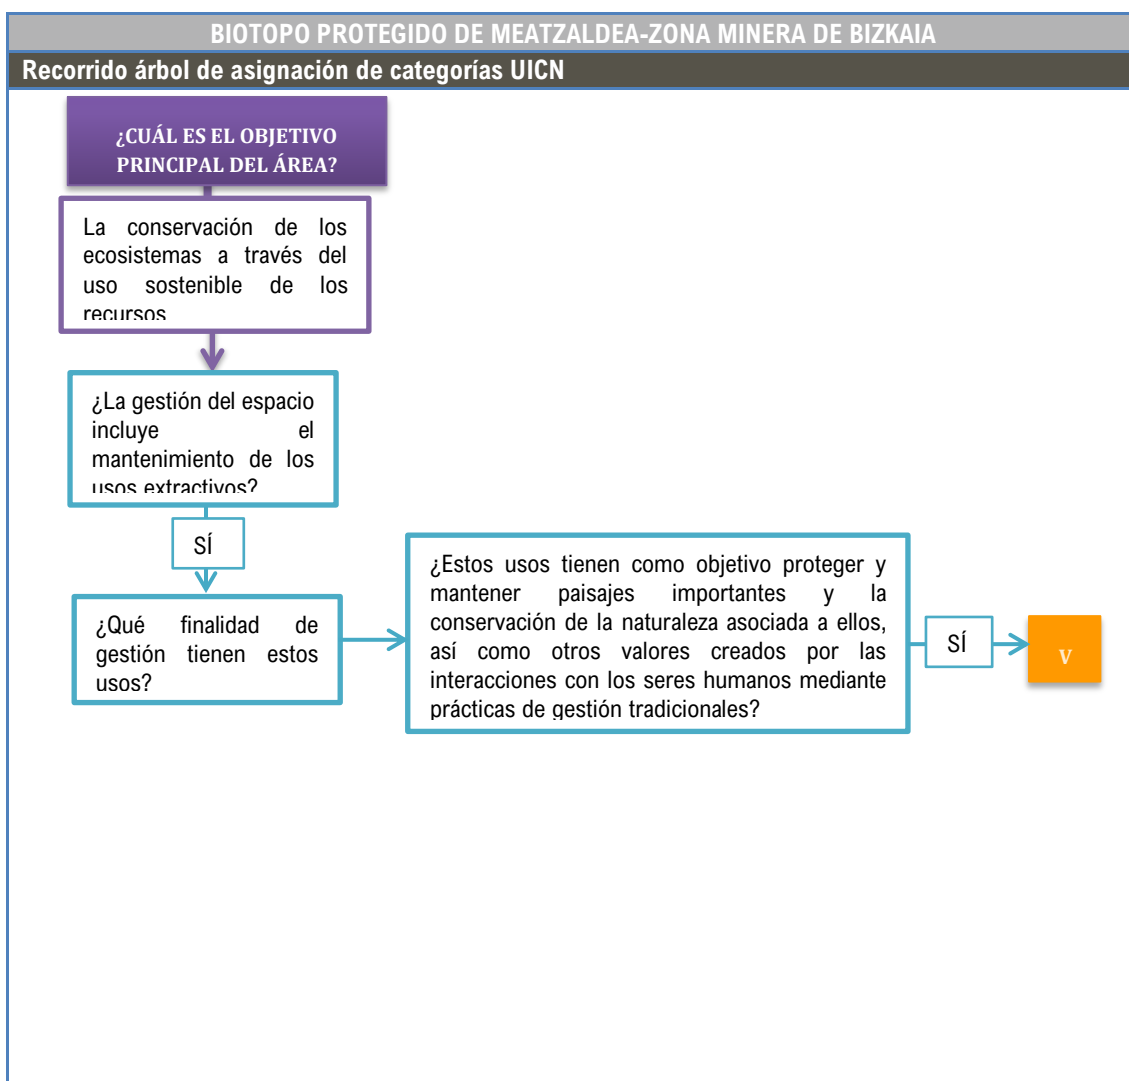 BIOTOPO PROTEGIDO DE MEATZALDEA-ZONA MINERA DE BIZKAIA
Recorrido árbol de asignación de categorías UICN
¿CUÁL ES EL OBJETIVO
PRINCIPAL DEL ÁREA?
La conservación de los
ecosistemas a través del
uso sostenible de los
recursos
¿La gestión del espacio
incluye el
mantenimiento de los
usos extractivos?
SÍ
¿Qué finalidad de
gestión tienen estos
usos?
¿Estos usos tienen como objetivo proteger y
mantener paisajes importantes y la
conservación de la naturaleza asociada a ellos,
así como otros valores creados por las
interacciones con los seres humanos mediante
prácticas de gestión tradicionales?
SÍ
V